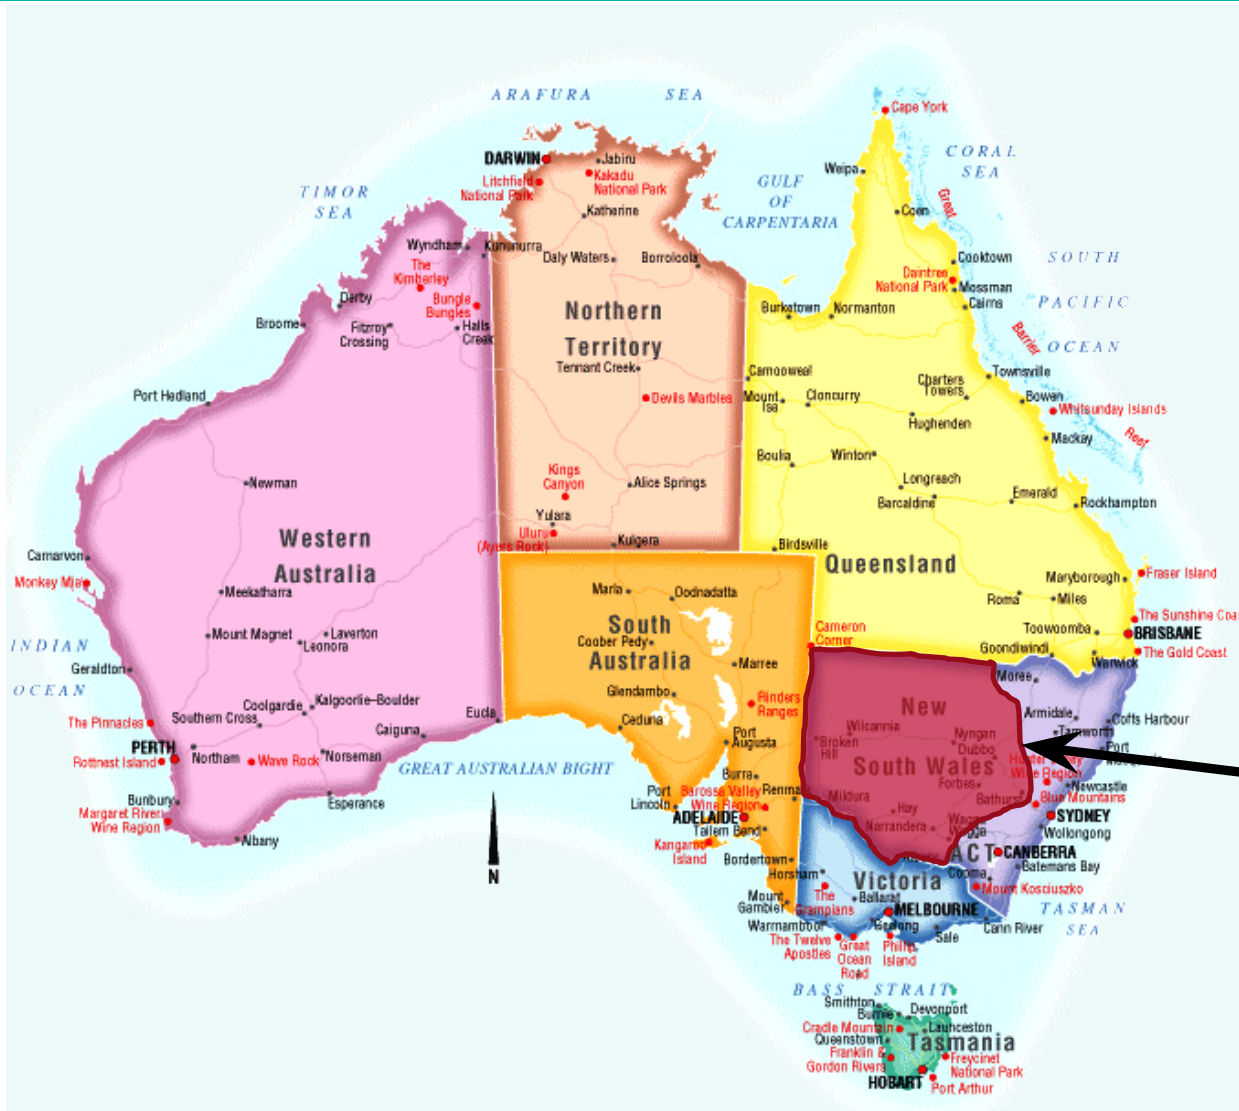 ARAFURA SEA
Cape York
CORAL
SEA
DARWIN
Jabiru
Kakadu
National Park
Litchfield
National Park
Katherine
TIMOR
SEA
GULF
OF
CARPENTARIA
Weipa
Coen
Great
Barrier
Reef
Wyndham
Kununurra
The
Kimberley
Bungle
Bungles
Derby
Broome
Fitzroy
Crossing
Halls
Creek
Daly Waters
Borroloola
Northern
Territory
Tennant Creek
Devils Marbles
Burketown
Normanton
Cooktown
Daintree
National Park
Mossman
Cairns
SOUTH
PACIFIC
OCEAN
Townsville
Camooweal
Mount
Isa
Cloncurry
Charters
Towers
Bowen
Whitsunday Islands
Hughenden
Mackay
Port Hedland
Newman
Kings
Canyon
Alice Springs
Yulara
Uluru
(Ayers Rock)
Kulgera
Boulia
Winton
Longreach
Barcaldine
Emerald
Rockhampton
Birdsville
Queensland
Western
Australia
Carnarvon
Monkey Mia
Meekatharra
Mount Magnet
Laverton
Leonora
INDIAN
OCEAN
Geraldton
Kalgoorlie-Boulder
Coolgardie
Southern Cross
The Pinnacles
PERTH
Rottnest Island
Northam
Wave Rock
Norseman
Caiguna
Eucla
Bunbury
Margaret River
Wine Region
Esperance
Albany
GREAT AUSTRALIAN BIGHT
N
Marla
Oodnadatta
South
Coober Pedy
Australia
Marree
Glendambo
Ceduna
Flinders
Ranges
Port
Augusta
Burra
Barossa Valley
Wine Region
Renma
Port
Lincoln
ADELAIDE
Tailem Bend
Kangaroo
Island
Bordertown
Mount
Gambier
Cameron
Corner
Maryborough
Fraser Island
Roma
Miles
The Sunshine Coa
Toowoomba
BRISBANE
Goondiwindi
The Gold Coast
Warwick
Moree
New
South Wales
Wilcannia
Broken
Hill
Nyngan
Dubbo
Armidale
Coffs Harbour
Tamworth
Port
Wine Region
Newcastle
Forbes
Bathurst
Blue Mountains
SYDNEY
Wollongong
Mildura
Hay
Narrandera
Wagga
Wagga
ACT
CANBERRA
Batemans Bay
Cooma
Mount Kosciuszko
Horsham
Victoria
The
Grampians
Ballarat
MELBOURNE
Geelong
Warrnambool
The Twelve
Apostles
Great
Ocean
Road
Phillip
Island
Sale
Cann River
TASMAN
SEA
BASS STRAIT
Smithton
Burnie
Devonport
Cradle Mountain
Launceston
Queenstown
Tasmania
Franklin &
Gordon Rivers
Freycinet
National Park
HOBART
Port Arthur